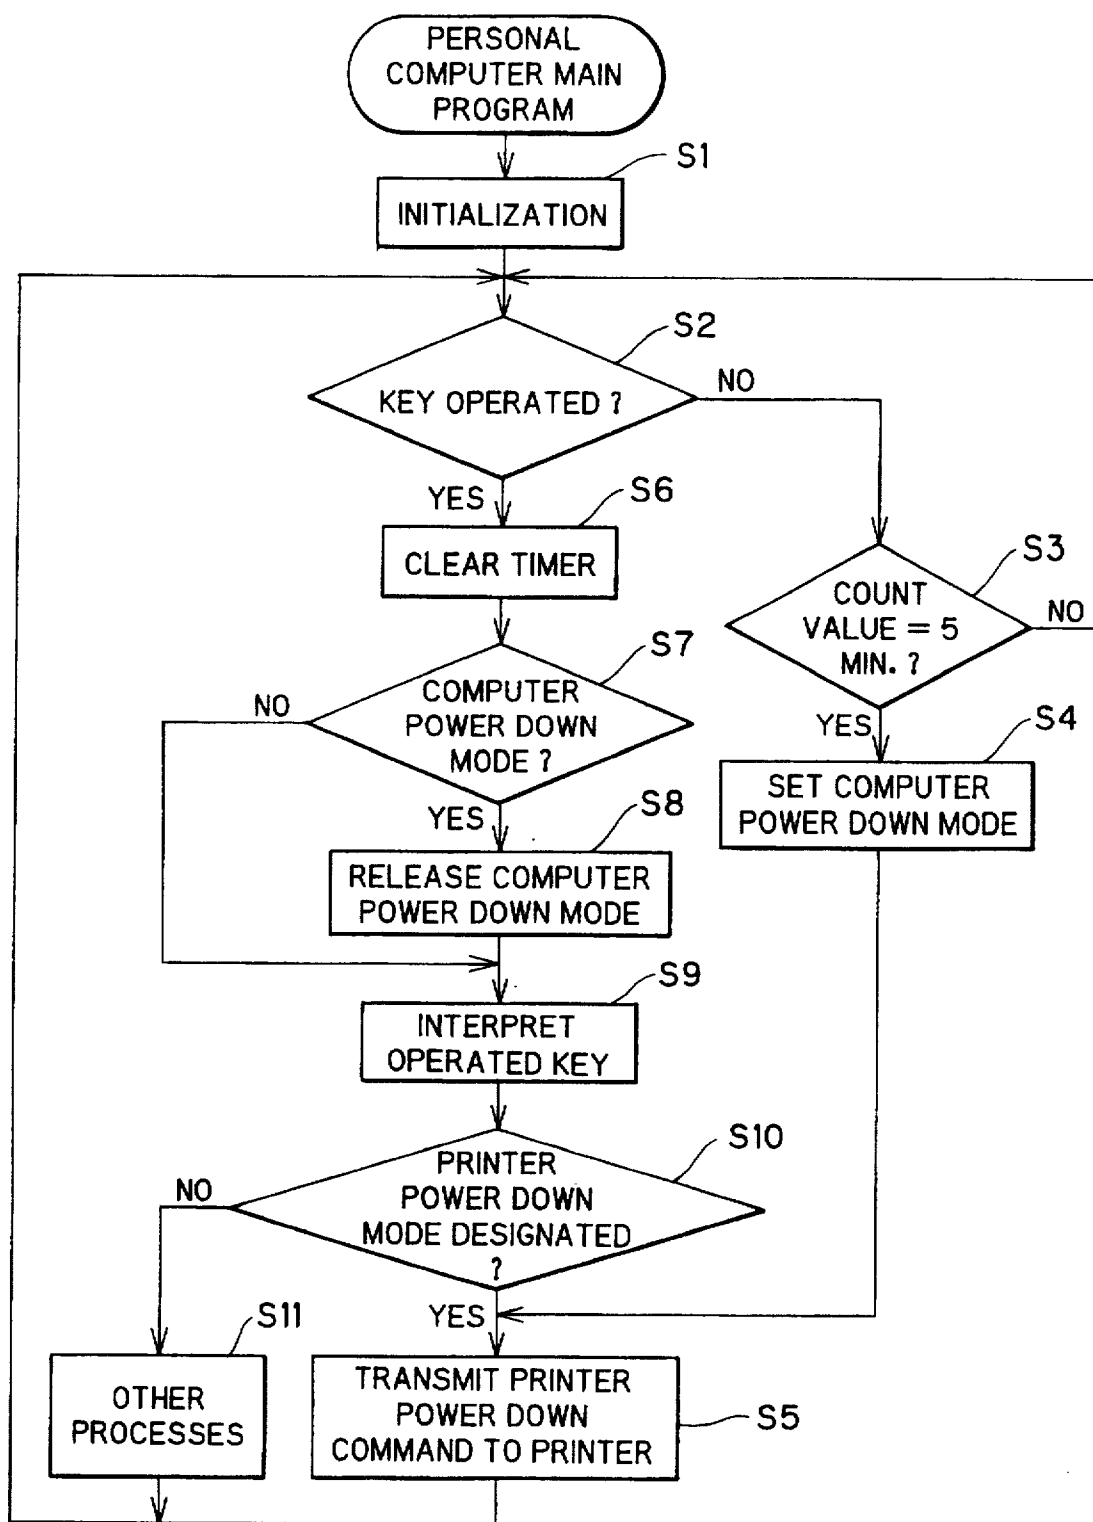 PERSONAL
COMPUTER MAIN
PROGRAM
S1
INITIALIZATION
S2
KEY OPERATED ?
NO
YES
S6
CLEAR TIMER
S3
COUNT
VALUE = 5
MIN. ?
NO
YES
S7
COMPUTER
POWER DOWN
MODE ?
NO
YES
S4
SET COMPUTER
POWER DOWN MODE
S8
RELEASE COMPUTER
POWER DOWN MODE
S9
INTERPRET
OPERATED KEY
S10
PRINTER
POWER DOWN
MODE DESIGNATED
?
NO
YES
S11
OTHER
PROCESSES
TRANSMIT PRINTER
POWER DOWN
COMMAND TO PRINTER
S5